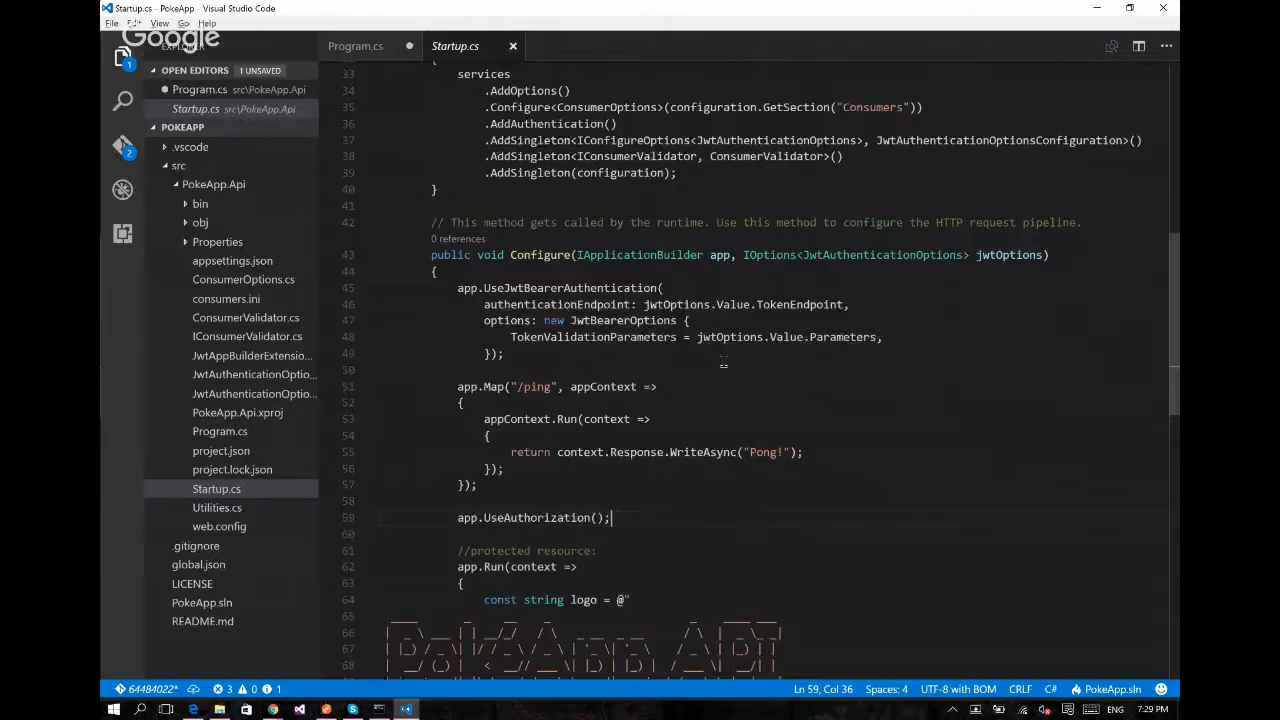 Startup.cs - PokeApp - Visual Studio Code
File Edit View Go Help
Google
EXPLORER
Program.cs
Startup.cs
OPEN EDITORS 1 UNSAVED
Program.cs src\PokeApp.Api
Startup.cs src\PokeApp.Api
POKEAPP
.vscode
src
PokeApp.Api
bin
obj
Properties
appsettings.json
ConsumerOptions.cs
consumers.ini
ConsumerValidator.cs
IConsumerValidator.cs
JwtAppBuilderExtensio...
JwtAuthenticationOptio...
JwtAuthenticationOptio...
PokeApp.Api.xproj
Program.cs
project.json
project.lock.json
Startup.cs
Utilities.cs
web.config
.gitignore
global.json
LICENSE
PokeApp.sln
README.md
1
2
33 services
34 .AddOptions()
35 .Configure<ConsumerOptions>(configuration.GetSection("Consumers"))
36 .AddAuthentication()
37 .AddSingleton<IConfigureOptions<JwtAuthenticationOptions>, JwtAuthenticationOptionsConfiguration>()
38 .AddSingleton<IConsumerValidator, ConsumerValidator>()
39 .AddSingleton(configuration);
40 }
41
42 // This method gets called by the runtime. Use this method to configure the HTTP request pipeline.
0 references
43 public void Configure(IApplicationBuilder app, IOptions<JwtAuthenticationOptions> jwtOptions)
44 {
45 app.UseJwtBearerAuthentication(
46 authenticationEndpoint: jwtOptions.Value.TokenEndpoint,
47 options: new JwtBearerOptions {
48 TokenValidationParameters = jwtOptions.Value.Parameters,
49 });
50
51 app.Map("/ping", appContext =>
52 {
53 appContext.Run(context =>
54 {
55 return context.Response.WriteAsync("Pong!");
56 });
57 });
58
59 app.UseAuthorization();
60
61 //protected resource:
62 app.Run(context =>
63 {
64 const string logo = @"
65
66
67
68
64484022* 3 0 1
Ln 59, Col 36 Spaces: 4 UTF-8 with BOM CRLF C# PokeApp.sln
ENG 7:29 PM